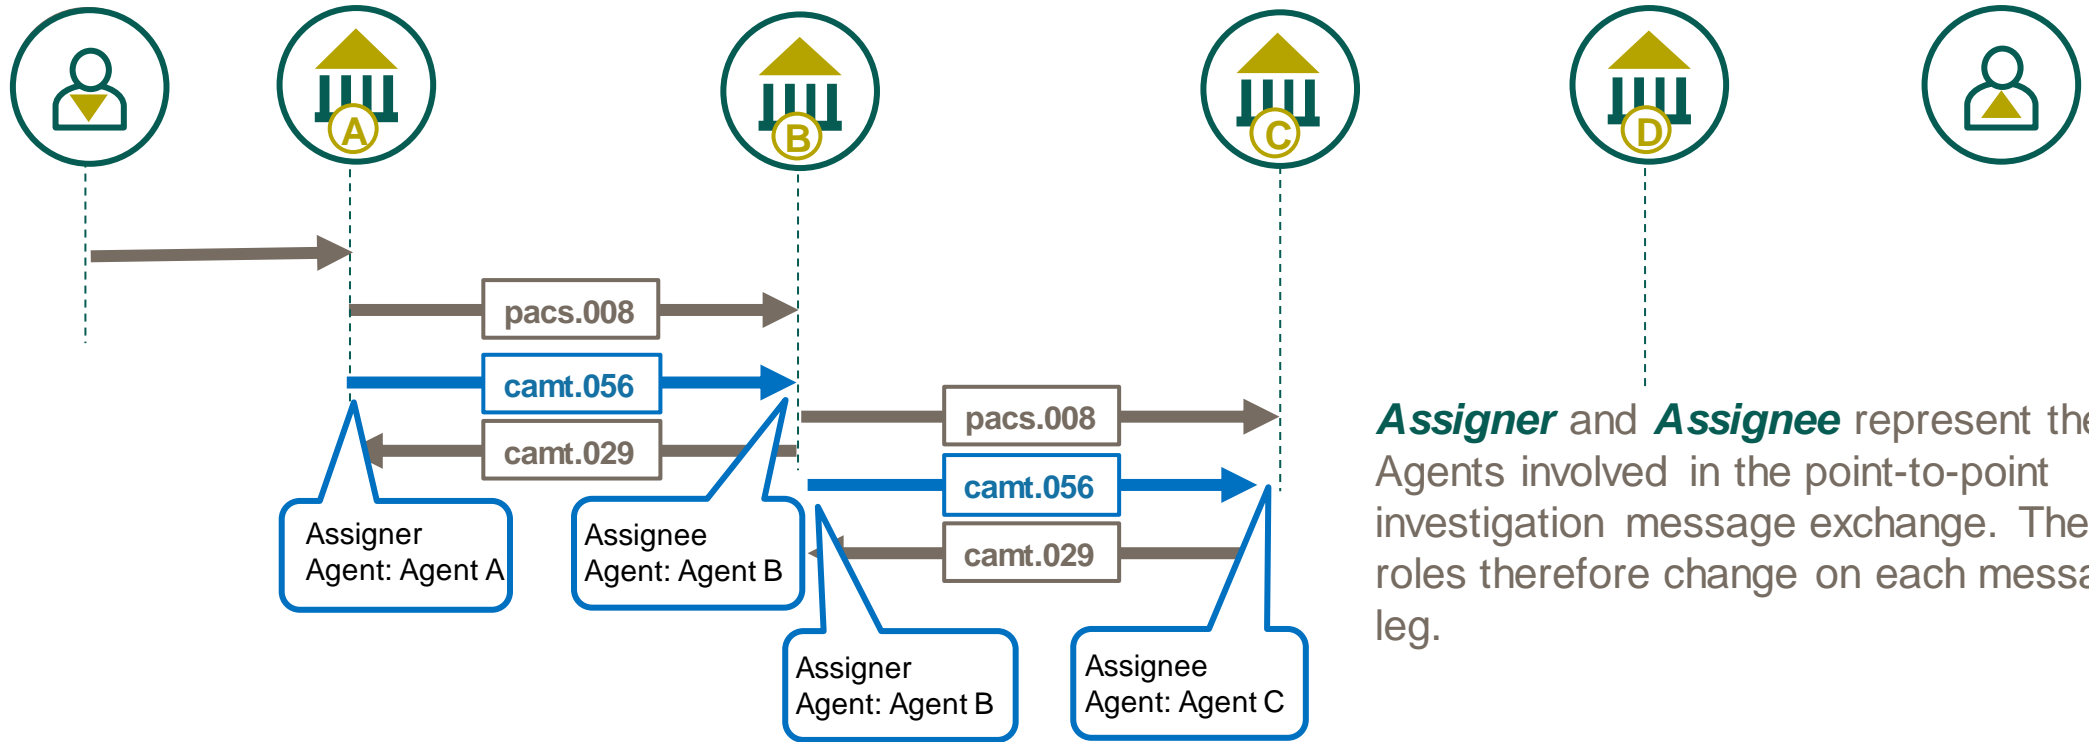 A
B
C
D
pacs.008
camt.056
camt.029
pacs.008
camt.056
camt.029
Assigner
Agent: Agent A
Assignee
Agent: Agent B
Assigner
Agent: Agent B
Assignee
Agent: Agent C
Assigner and Assignee represent the
Agents involved in the point-to-point
investigation message exchange. The
roles therefore change on each messa
leg.